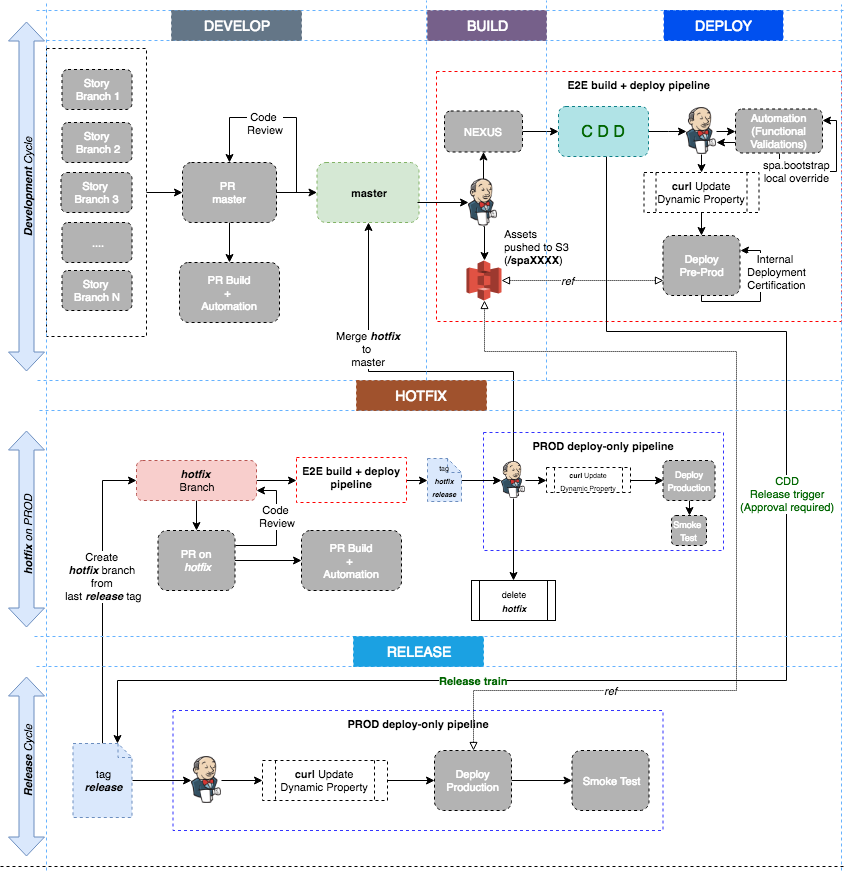 DEVELOP
BUILD
DEPLOY
Development Cycle
Story
Branch 1
Story
Branch 2
Story
Branch 3
....
Story
Branch N
Code
Review
PR
master
PR Build
+
Automation
master
Merge hotfix
to
master
E2E build + deploy pipeline
NEXUS
C D D
Automation
(Functional
Validations)
spa.bootstrap
local override
curl Update
Dynamic Property
Assets
pushed to S3
(/spaXXXX)
ref
Deploy
Pre-Prod
Internal
Deployment
Certification
HOTFIX
hotfix on PROD
hotfix
Branch
E2E build + deploy
pipeline
tag
hotfix
release
PROD deploy-only pipeline
curl Update
Dynamic Property
Deploy
Production
Smoke
Test
Code
Review
PR on
hotfix
PR Build
+
Automation
Create
hotfix branch
from
last release tag
delete
hotfix
CDD
Release trigger
(Approval required)
RELEASE
Release Cycle
Release train
ref
PROD deploy-only pipeline
tag
release
curl Update
Dynamic Property
Deploy
Production
Smoke Test